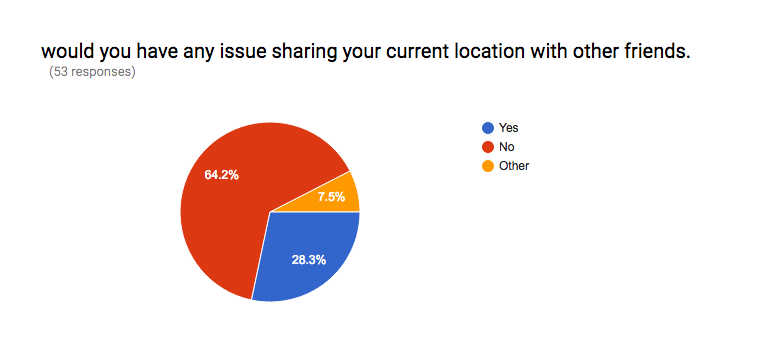 would you have any issue sharing your current location with other friends.
(53 responses)
Yes
No
Other
64.2%
7.5%
28.3%